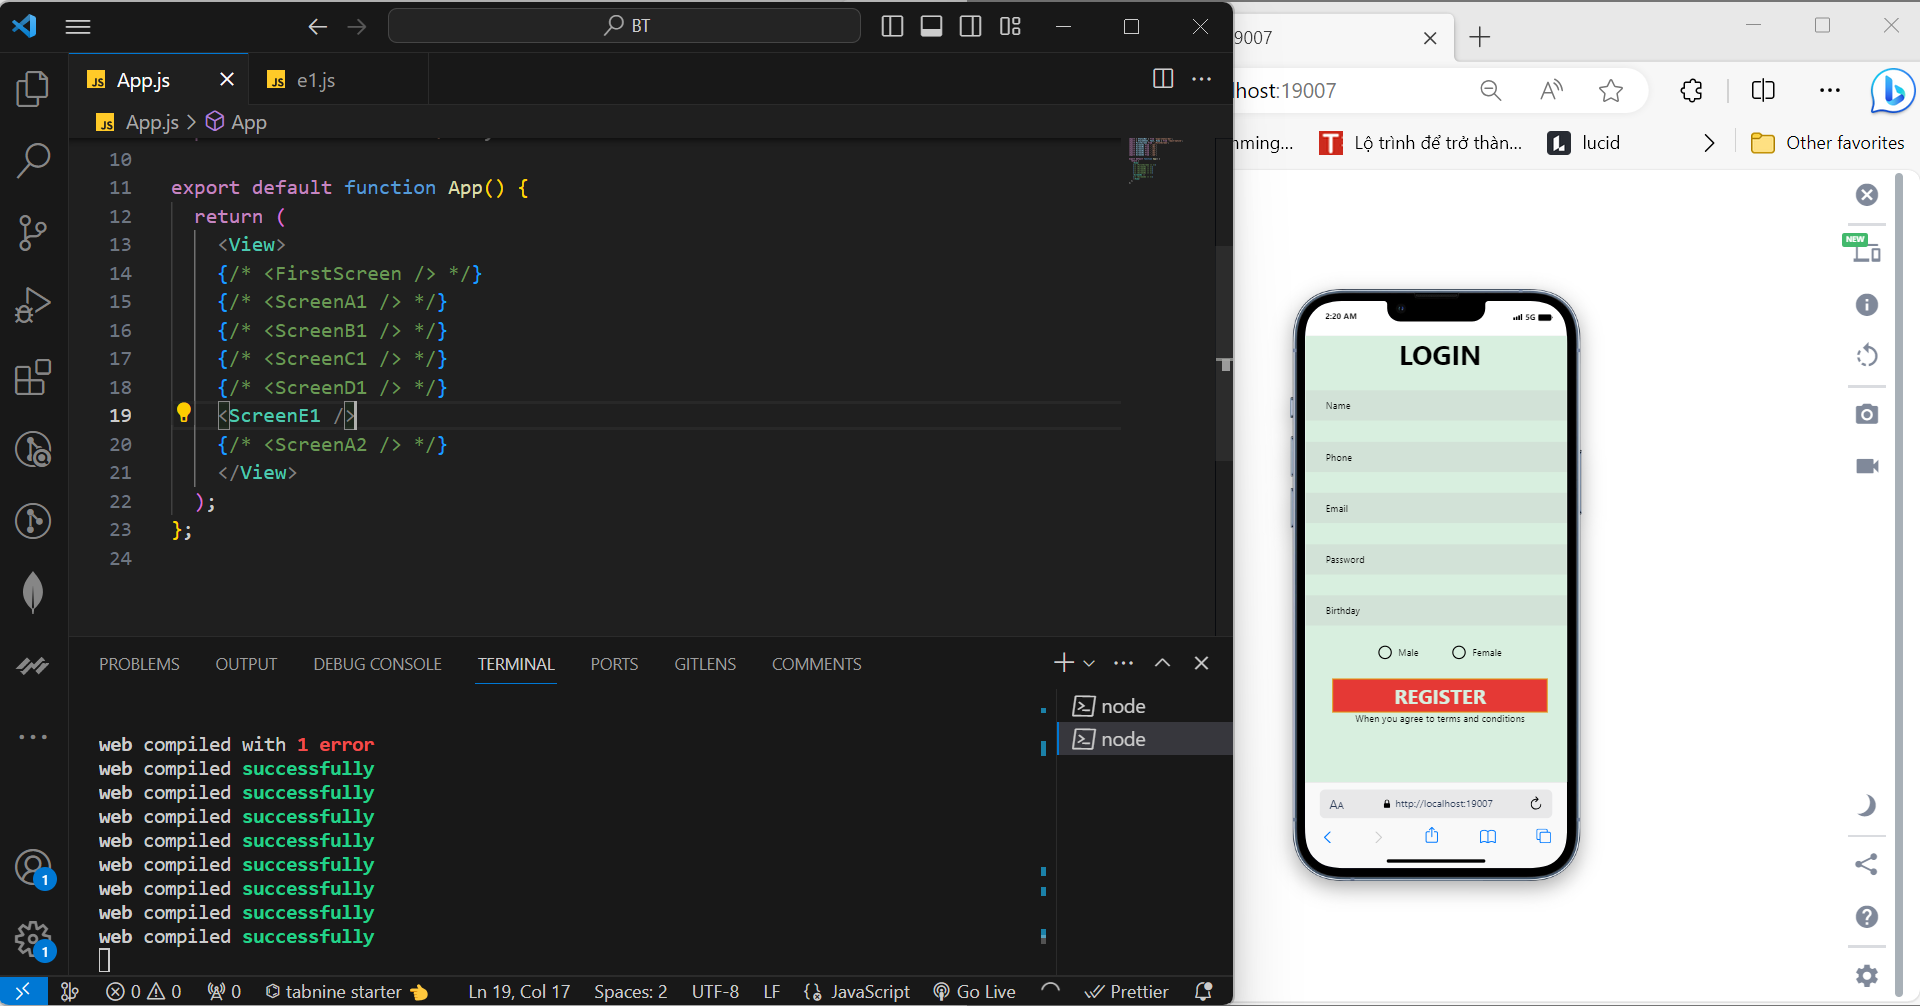 BT
App.js
e1.js
App.js > App
10
11 export default function App() {
12 return (
13 <View>
14 {/* <FirstScreen /> */}
15 {/* <ScreenA1 /> */}
16 {/* <ScreenB1 /> */}
17 {/* <ScreenC1 /> */}
18 {/* <ScreenD1 /> */}
19 <ScreenE1 />
20 {/* <ScreenA2 /> */}
21 </View>
22 );
23 };
24
PROBLEMS OUTPUT DEBUG CONSOLE TERMINAL PORTS GITLENS COMMENTS
web compiled with 1 error
web compiled successfully
web compiled successfully
web compiled successfully
web compiled successfully
web compiled successfully
web compiled successfully
web compiled successfully
web compiled successfully
node
node
1
1
0 0 0 tabnine starter Ln 19, Col 17 Spaces: 2 UTF-8 LF JavaScript Go Live Prettier
9007
lhost:19007
nming... Lộ trình để trở thàn... lucid Other favorites
NEW
2:20 AM 5G
LOGIN
Name
Phone
Email
Password
Birthday
Male Female
REGISTER
When you agree to terms and conditions
AA http://localhost:19007